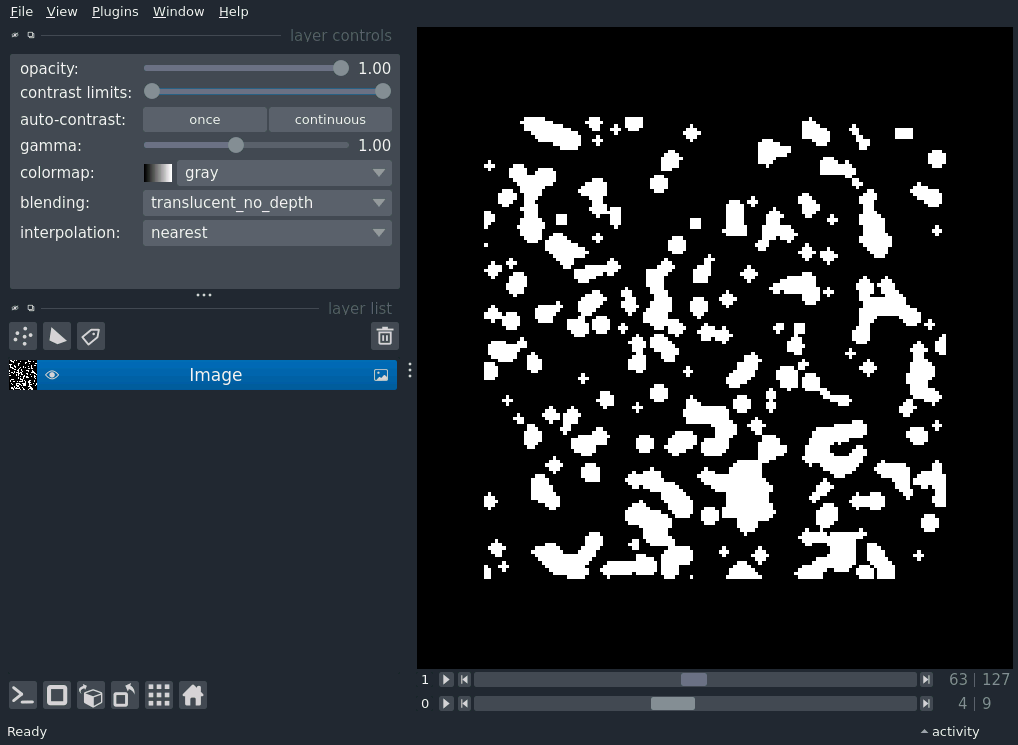 File View Plugins Window Help
layer controls
opacity: 1.00
contrast limits:
auto-contrast: once continuous
gamma: 1.00
colormap: gray
blending: translucent_no_depth
interpolation: nearest
layer list
Image
1 63 | 127
0 4 | 9
Ready activity